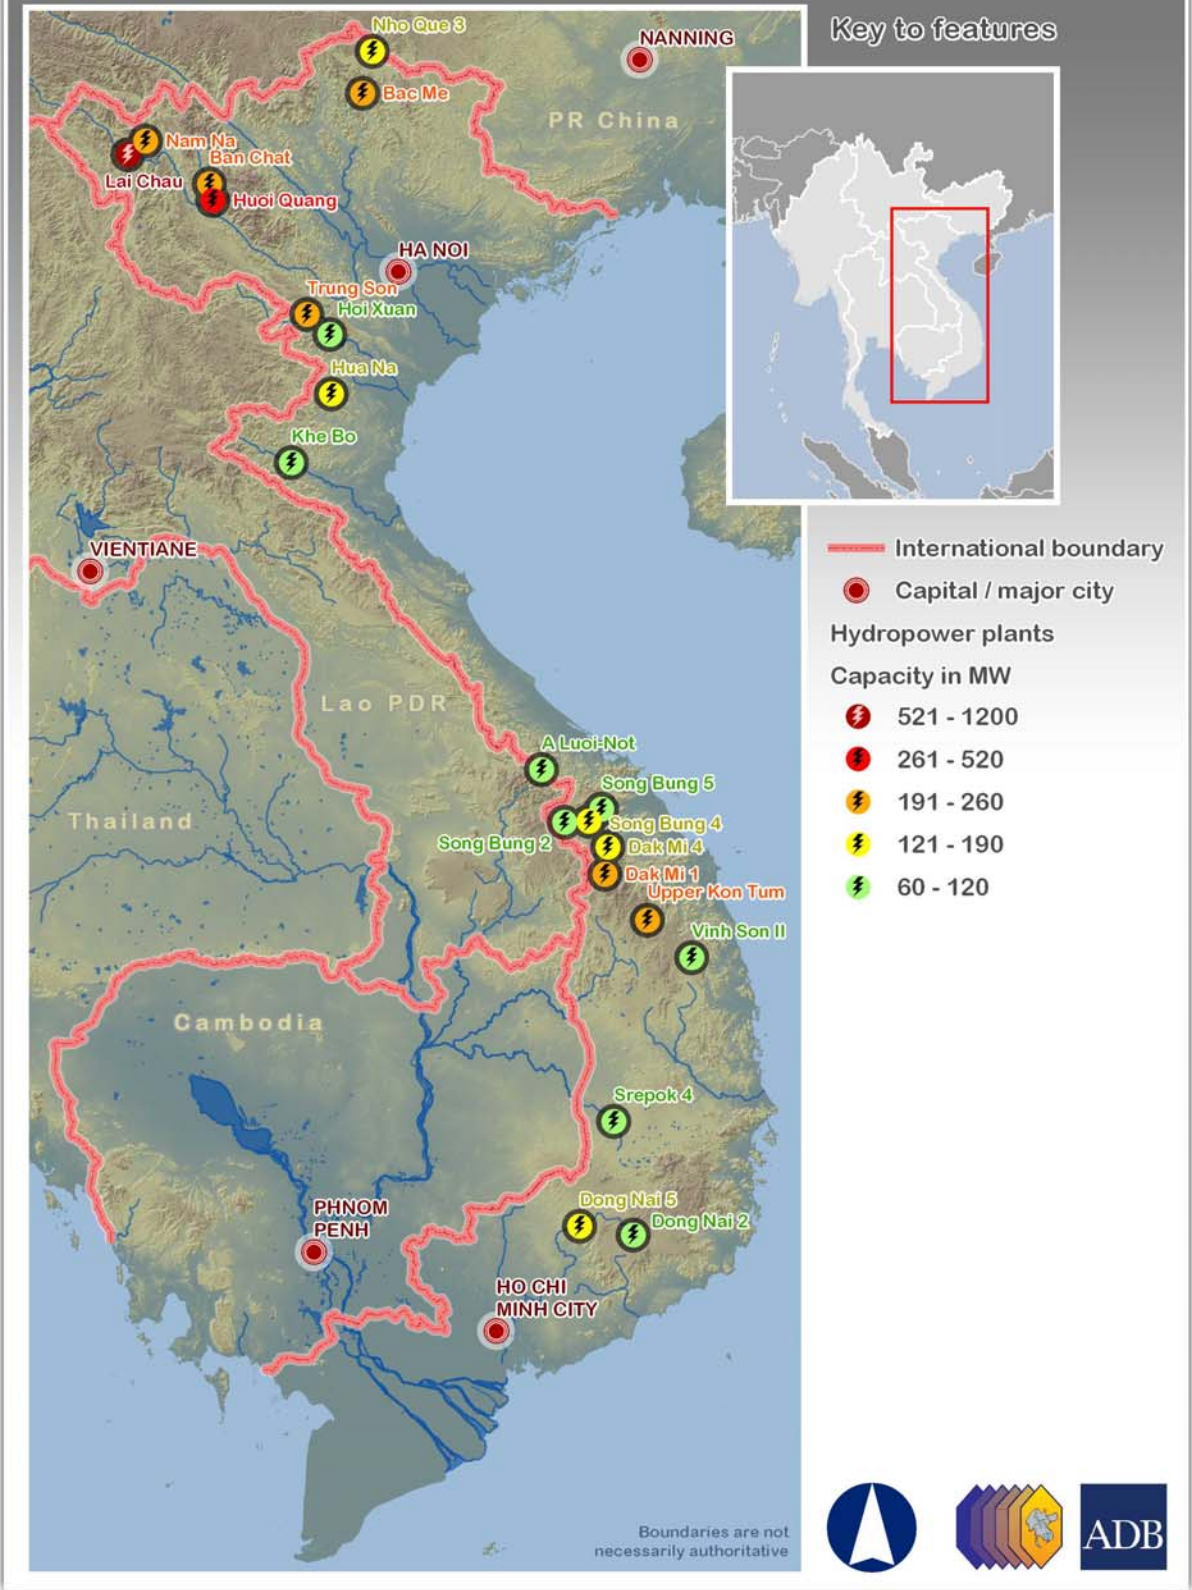 Key to features
Nho Que 3
NANNING
Bac Me
PR China
Nam Na
Ban Chat
Lai Chau
Huoi Quang
HA NOI
Trung Son
Hoi Xuan
Hua Na
Khe Bo
VIENTIANE
Lao PDR
A Luoi-Not
Song Bung 5
Thailand
Song Bung 4
Song Bung 2
Dak Mi 4
Dak Mi 1
Upper Kon Tum
Vinh Son II
Cambodia
Srepok 4
Dong Nai 5
PHNOM
PENH
Dong Nai 2
HO CHI
MINH CITY
Boundaries are not
necessarily authoritative
International boundary
Capital / major city
Hydropower plants
Capacity in MW
521 - 1200
261 - 520
191 - 260
121 - 190
60 - 120
ADB